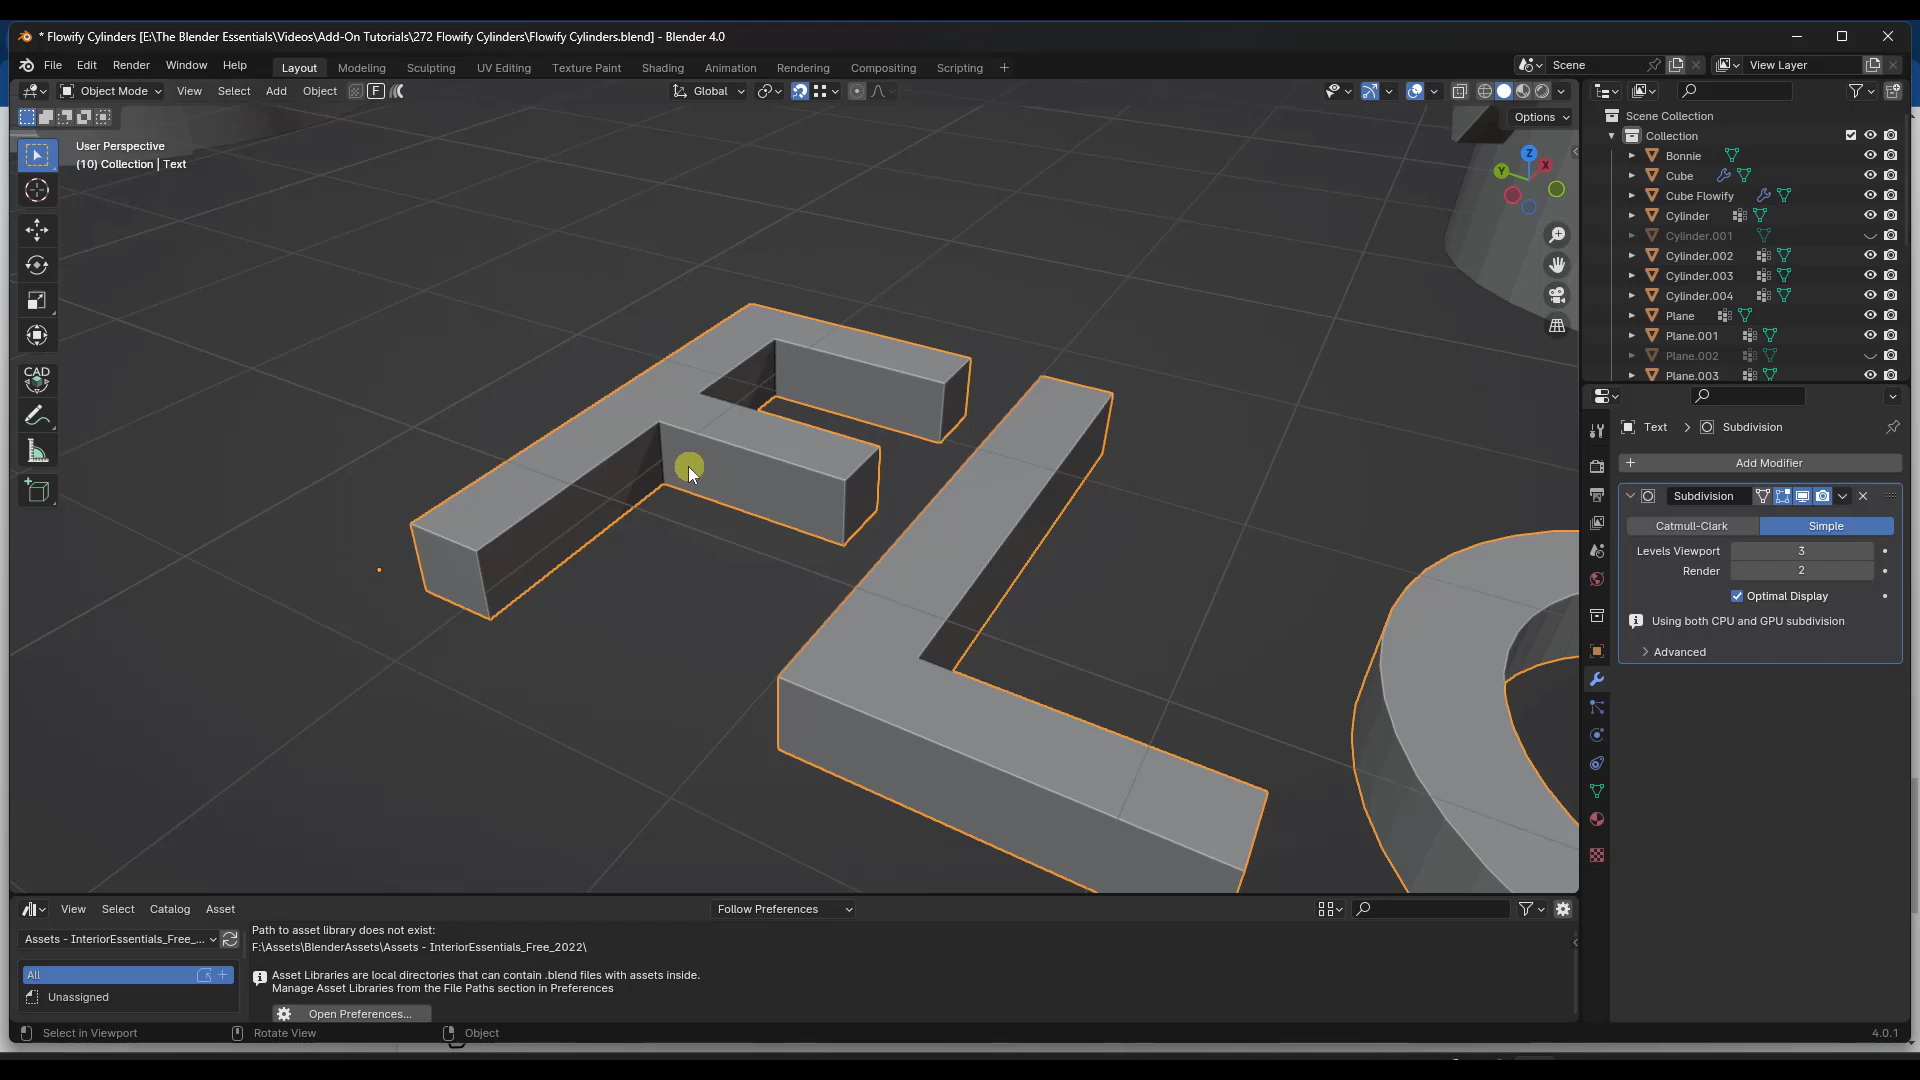 * Flowify Cylinders [E:\The Blender Essentials\Videos\Add-On Tutorials\272 Flowify Cylinders\Flowify Cylinders.blend] - Blender 4.0
File Edit Render Window Help Layout Modeling Sculpting UV Editing Texture Paint Shading Animation Rendering Compositing Scripting + Scene View Layer
Object Mode View Select Add Object F Global
Options
User Perspective
(10) Collection | Text
Z
X
Y
CAD
Scene Collection
Collection
Bonnie
Cube
Cube Flowify
Cylinder
Cylinder.001
Cylinder.002
Cylinder.003
Cylinder.004
Plane
Plane.001
Plane.002
Plane.003
Text > Subdivision
+ Add Modifier
Subdivision
Catmull-Clark Simple
Levels Viewport 3
Render 2
Optimal Display
Using both CPU and GPU subdivision
> Advanced
View Select Catalog Asset Follow Preferences
Assets - InteriorEssentials_Free_...
All
Unassigned
Path to asset library does not exist:
F:\Assets\BlenderAssets\Assets - InteriorEssentials_Free_2022\
Asset Libraries are local directories that can contain .blend files with assets inside.
Manage Asset Libraries from the File Paths section in Preferences
Open Preferences...
Select in Viewport Rotate View Object 4.0.1